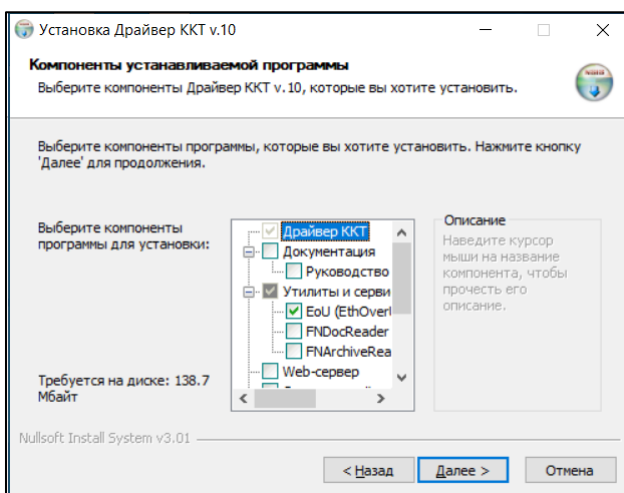 Установка Драйвер ККТ v.10
Компоненты устанавливаемой программы
Выберите компоненты Драйвер ККТ v.10, которые вы хотите установить.
Выберите компоненты программы, которые вы хотите установить. Нажмите кнопку
'Далее' для продолжения.
Выберите компоненты
программы для установки:
Драйвер ККТ
Документация
Руководство
Утилиты и серви
EoU (EthOverU
FNDocReader
FNArchiveRea
Web-сервер
Описание
Наведите курсор
мыши на название
компонента, чтобы
прочесть его
описание.
Требуется на диске: 138.7
Мбайт
Nullsoft Install System v3.01
< Назад
Далее >
Отмена